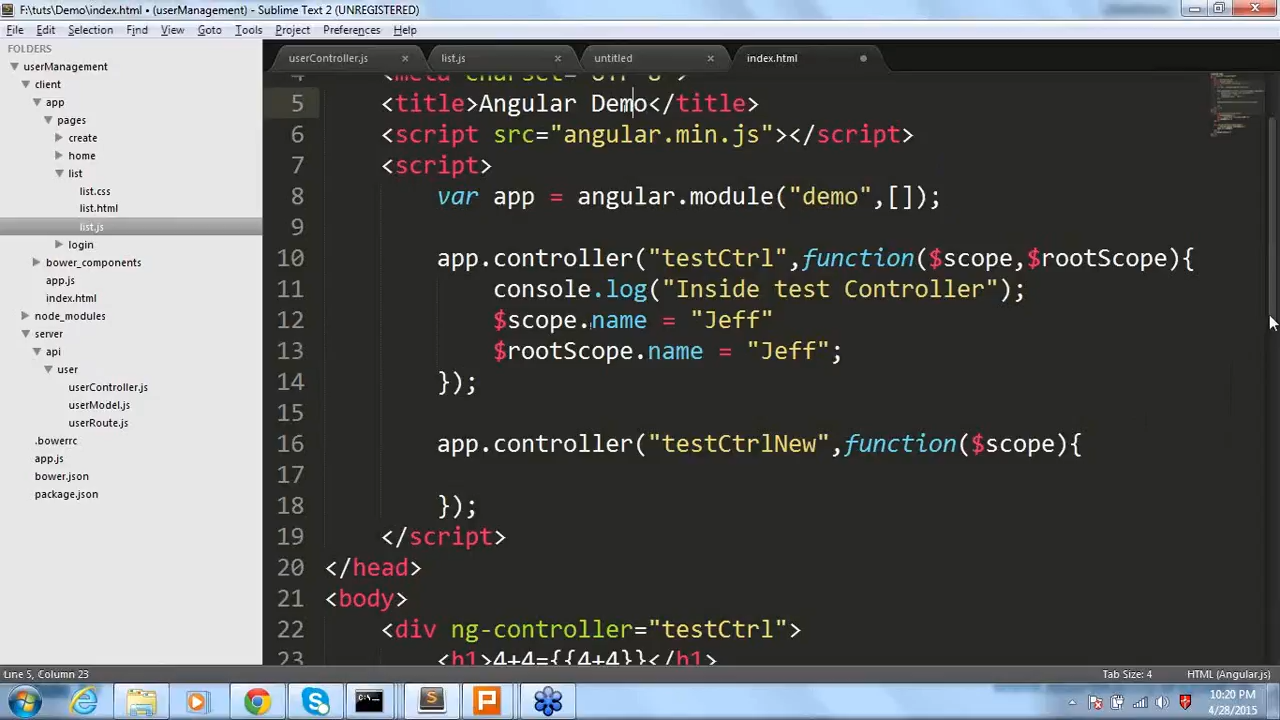 F:\tuts\Demo\index.html • (userManagement) - Sublime Text 2 (UNREGISTERED)
File Edit Selection Find View Goto Tools Project Preferences Help
FOLDERS
userManagement
client
app
pages
create
home
list
list.css
list.html
list.js
login
bower_components
app.js
index.html
node_modules
server
api
user
userController.js
userModel.js
userRoute.js
.bowerrc
app.js
bower.json
package.json
userController.js × list.js × untitled × index.html
5 <title>Angular Demo</title>
6 <script src="angular.min.js"></script>
7 <script>
8 var app = angular.module("demo",[]);
9
10 app.controller("testCtrl",function($scope,$rootScope){
11 console.log("Inside test Controller");
12 $scope.name = "Jeff"
13 $rootScope.name = "Jeff";
14 });
15
16 app.controller("testCtrlNew",function($scope){
17
18 });
19 </script>
20 </head>
21 <body>
22 <div ng-controller="testCtrl">
23 <h1>4+4={{4+4}}</h1>
Line 5, Column 23
Tab Size: 4 HTML (Angular.js)
10:20 PM
4/28/2015